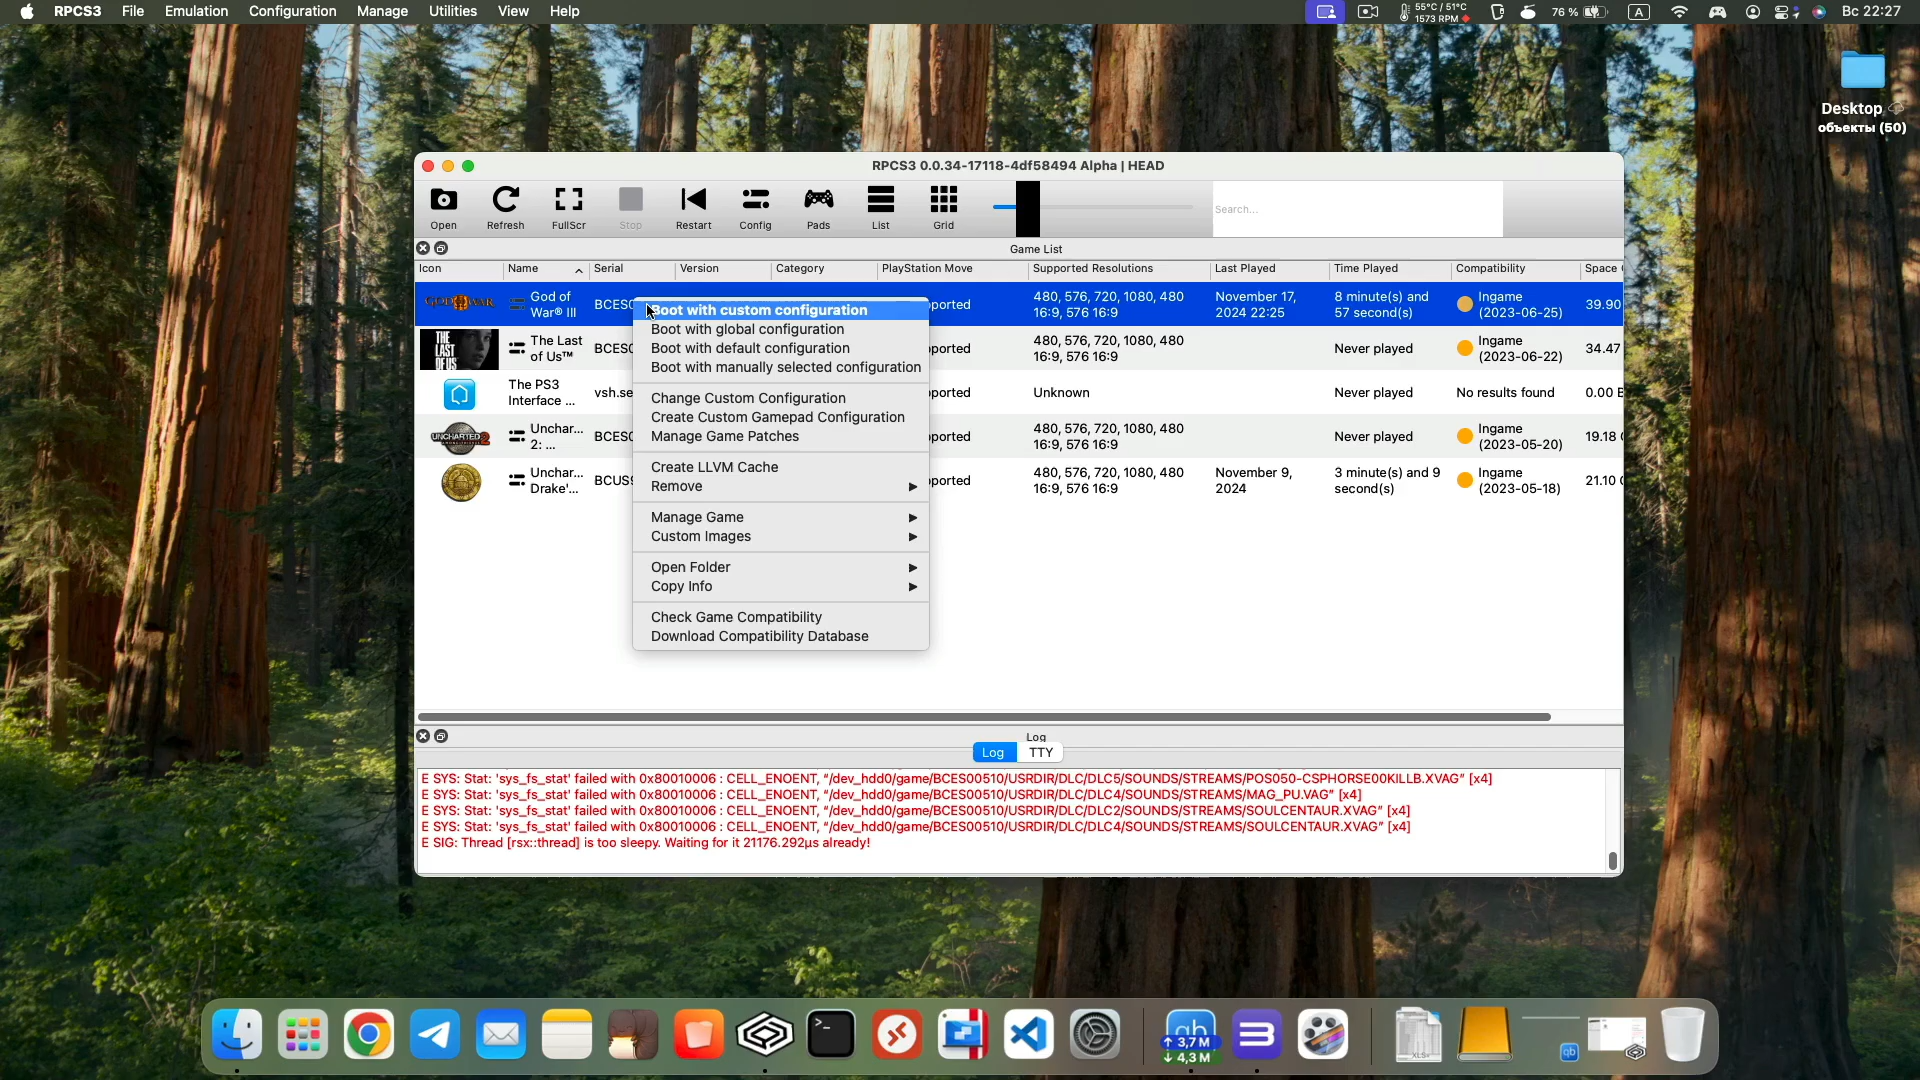 RPCS3 File Emulation Configuration Manage Utilities View Help
55°C / 51°C
1573 RPM
76 %
A
Вс 22:27
Desktop
объекты (50)
RPCS3 0.0.34-17118-4df58494 Alpha | HEAD
Open Refresh FullScr Stop Restart Config Pads List Grid
Search...
Game List
Icon Name Serial Version Category PlayStation Move Supported Resolutions Last Played Time Played Compatibility Space
GOD WAR
God of
War® III
BCES0
ported
480, 576, 720, 1080, 480
16:9, 576 16:9
November 17,
2024 22:25
8 minute(s) and
57 second(s)
Ingame
(2023-06-25)
39.90
THE
LAST
OF US
The Last
of Us™
BCES0
ported
480, 576, 720, 1080, 480
16:9, 576 16:9
Never played
Ingame
(2023-06-22)
34.47
The PS3
Interface ...
vsh.se
ported
Unknown
Never played
No results found
0.00 B
UNCHARTED 2
Unchar...
2: ...
BCES0
ported
480, 576, 720, 1080, 480
16:9, 576 16:9
Never played
Ingame
(2023-05-20)
19.18
Unchar...
Drake'...
BCUS9
ported
480, 576, 720, 1080, 480
16:9, 576 16:9
November 9,
2024
3 minute(s) and 9
second(s)
Ingame
(2023-05-18)
21.10
Boot with custom configuration
Boot with global configuration
Boot with default configuration
Boot with manually selected configuration
Change Custom Configuration
Create Custom Gamepad Configuration
Manage Game Patches
Create LLVM Cache
Remove
Manage Game
Custom Images
Open Folder
Copy Info
Check Game Compatibility
Download Compatibility Database
Log
Log TTY
E SYS: Stat: 'sys_fs_stat' failed with 0x80010006 : CELL_ENOENT, “/dev_hdd0/game/BCES00510/USRDIR/DLC/DLC5/SOUNDS/STREAMS/POS050-CSPHORSE00KILLB.XVAG” [x4]
E SYS: Stat: 'sys_fs_stat' failed with 0x80010006 : CELL_ENOENT, “/dev_hdd0/game/BCES00510/USRDIR/DLC/DLC4/SOUNDS/STREAMS/MAG_PU.VAG” [x4]
E SYS: Stat: 'sys_fs_stat' failed with 0x80010006 : CELL_ENOENT, “/dev_hdd0/game/BCES00510/USRDIR/DLC/DLC2/SOUNDS/STREAMS/SOULCENTAUR.XVAG” [x4]
E SYS: Stat: 'sys_fs_stat' failed with 0x80010006 : CELL_ENOENT, “/dev_hdd0/game/BCES00510/USRDIR/DLC/DLC4/SOUNDS/STREAMS/SOULCENTAUR.XVAG” [x4]
E SIG: Thread [rsx::thread] is too sleepy. Waiting for it 21176.292µs already!
qb
3,7 M
4,3 M
XLS
qb